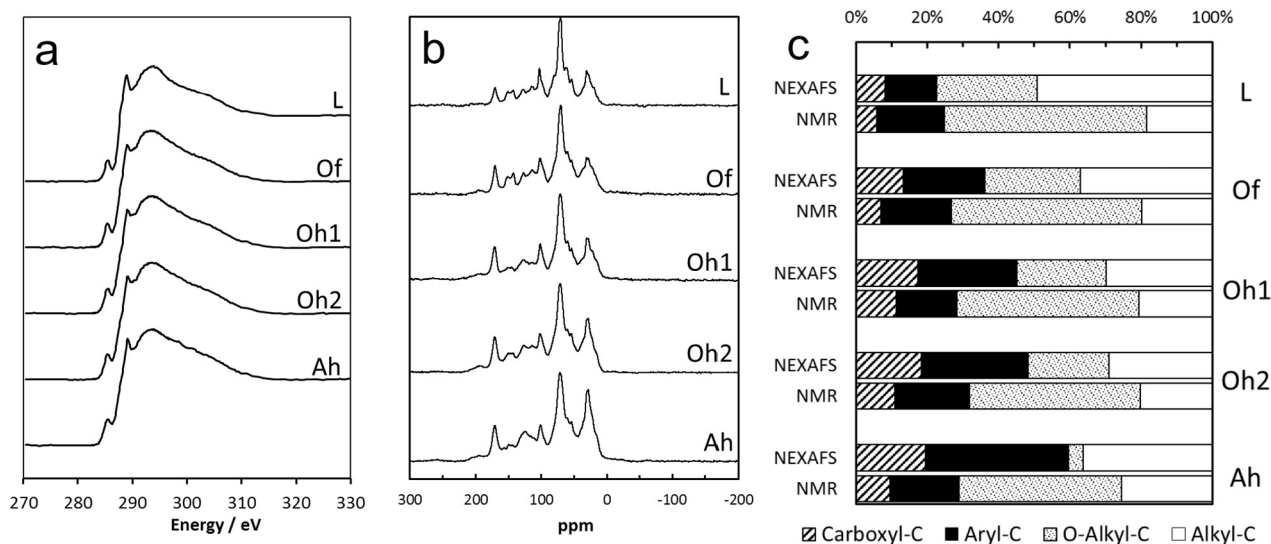 a
L
Of
Oh1
Oh2
Ah
270 280 290 300 310 320 330
Energy / eV
b
L
Of
Oh1
Oh2
Ah
300 200 100 0 -100 -200
ppm
0% 20% 40% 60% 80% 100%
c
NEXAFS
NMR
L
NEXAFS
NMR
Of
NEXAFS
NMR
Oh1
NEXAFS
NMR
Oh2
NEXAFS
NMR
Ah
Carboxyl-C Aryl-C O-Alkyl-C Alkyl-C